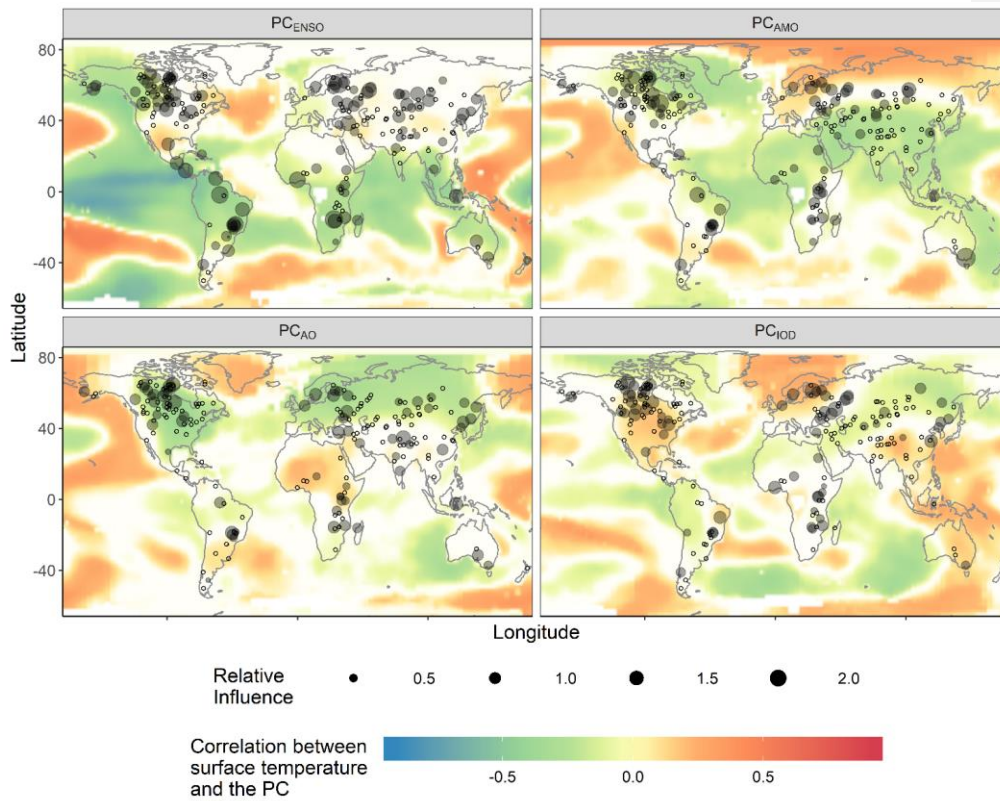 PCENSO
PCAMO
80
40
0
-40
PCAO
PCIOD
80
40
0
-40
Latitude
Longitude
Relative
Influence
0.5
1.0
1.5
2.0
Correlation between
surface temperature
and the PC
-0.5
0.0
0.5